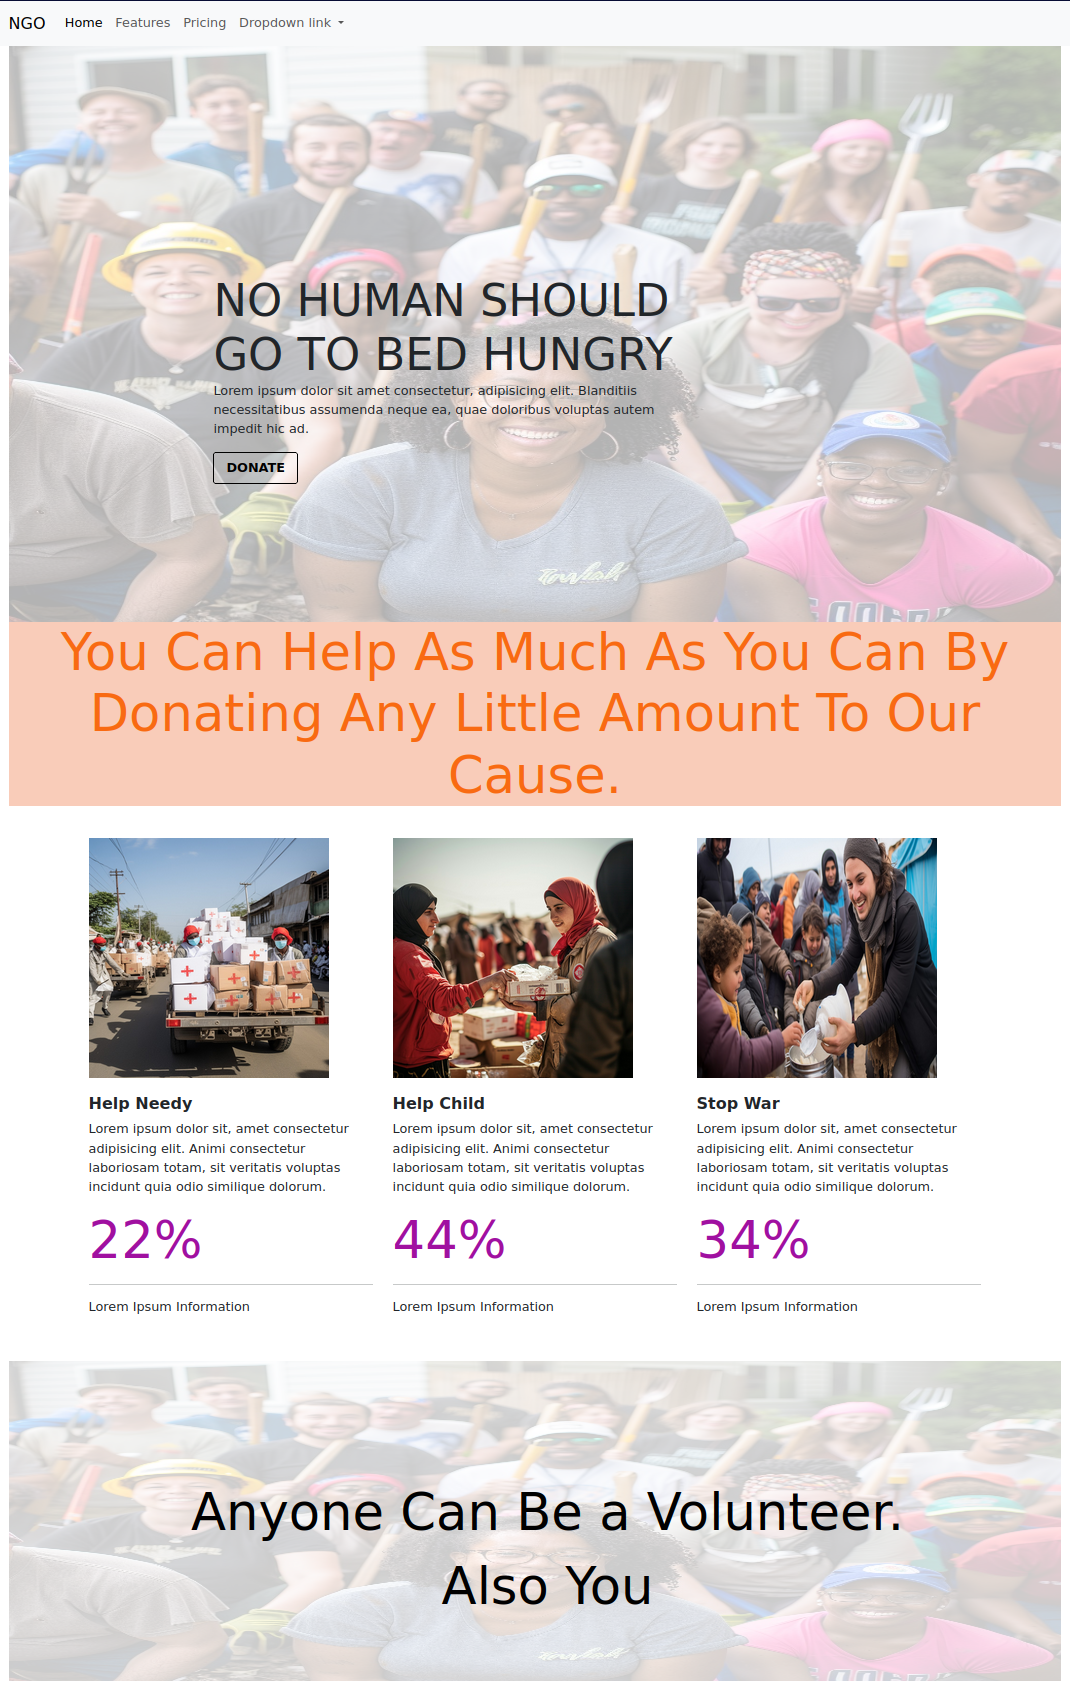 NGO Home Features Pricing Dropdown link
NO HUMAN SHOULD
GO TO BED HUNGRY
Lorem ipsum dolor sit amet consectetur, adipisicing elit. Blanditiis
necessitatibus assumenda neque ea, quae doloribus voluptas autem
impedit hic ad.
DONATE
You Can Help As Much As You Can By
Donating Any Little Amount To Our
Cause.
Help Needy
Lorem ipsum dolor sit, amet consectetur
adipisicing elit. Animi consectetur
laboriosam totam, sit veritatis voluptas
incidunt quia odio similique dolorum.
22%
Lorem Ipsum Information
Help Child
Lorem ipsum dolor sit, amet consectetur
adipisicing elit. Animi consectetur
laboriosam totam, sit veritatis voluptas
incidunt quia odio similique dolorum.
44%
Lorem Ipsum Information
Stop War
Lorem ipsum dolor sit, amet consectetur
adipisicing elit. Animi consectetur
laboriosam totam, sit veritatis voluptas
incidunt quia odio similique dolorum.
34%
Lorem Ipsum Information
Anyone Can Be a Volunteer.
Also You